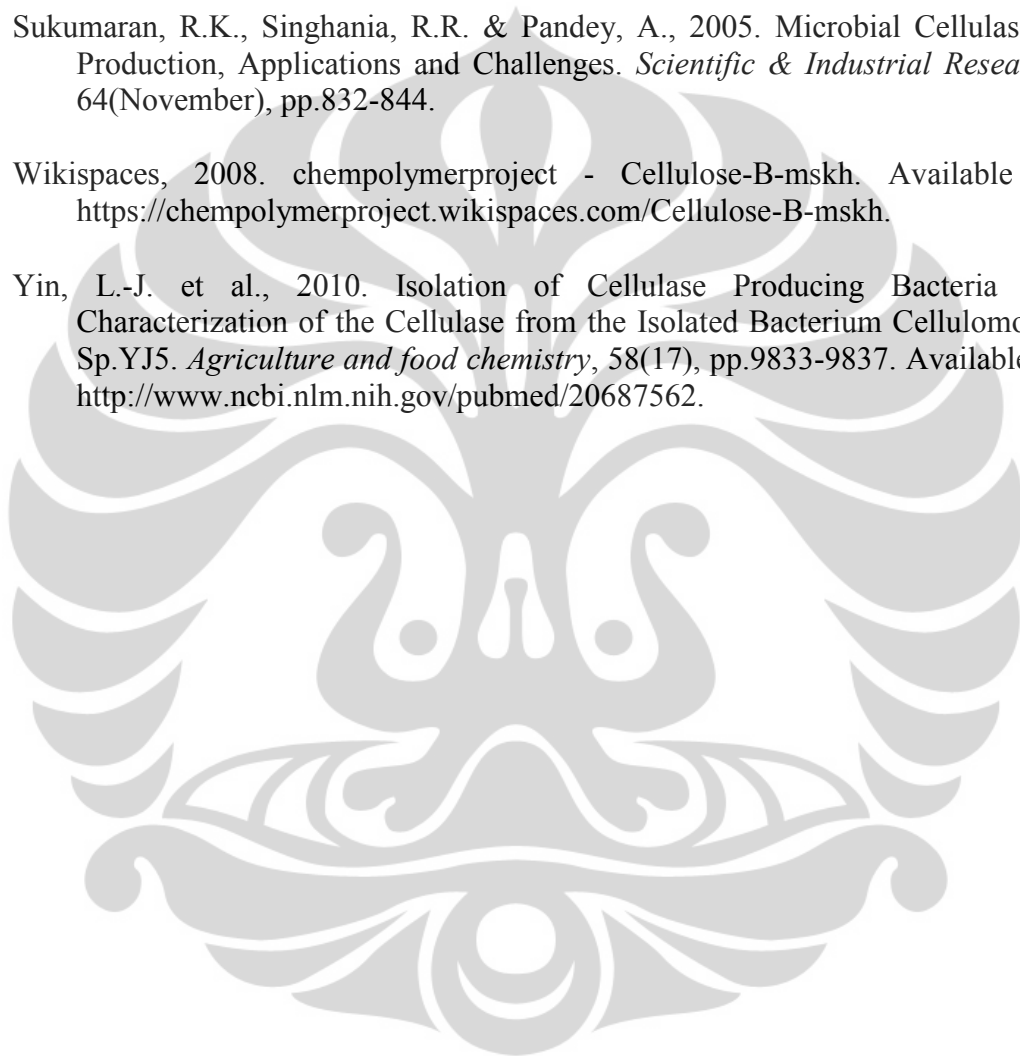 Sukumaran, R.K., Singhania, R.R. & Pandey, A., 2005. Microbial Cellulas
Production, Applications and Challenges. Scientific & Industrial Resea
64(November), pp.832-844.
Wikispaces, 2008. chempolymerproject - Cellulose-B-mskh. Available
https://chempolymerproject.wikispaces.com/Cellulose-B-mskh.
Yin, L.-J. et al., 2010. Isolation of Cellulase Producing Bacteria
Characterization of the Cellulase from the Isolated Bacterium Cellulomo
Sp.YJ5. Agriculture and food chemistry, 58(17), pp.9833-9837. Available
http://www.ncbi.nlm.nih.gov/pubmed/20687562.